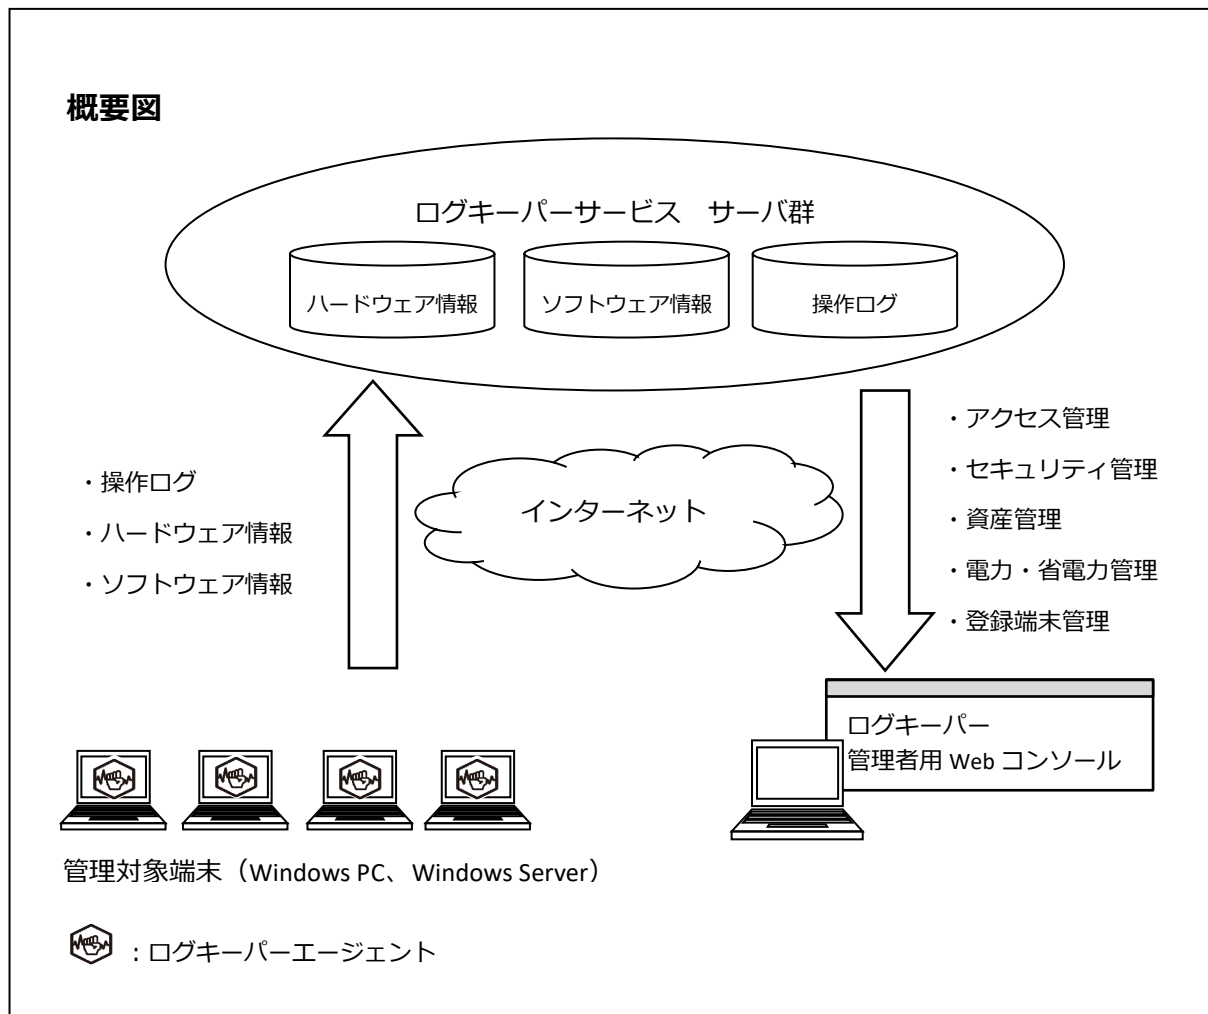 概要図
ログキーパーサービス　サーバ群
ハードウェア情報
ソフトウェア情報
操作ログ
・操作ログ
・ハードウェア情報
・ソフトウェア情報
インターネット
・アクセス管理
・セキュリティ管理
・資産管理
・電力・省電力管理
・登録端末管理
ログキーパー
管理者用 Web コンソール
管理対象端末（Windows PC、Windows Server）
：ログキーパーエージェント